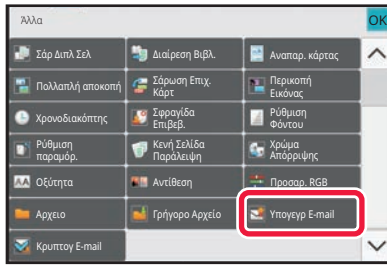 Άλλα
OK
Σάρ Διπλ Σελ
Διαίρεση Βιβλ.
Αναπαρ. κάρτας
Πολλαπλή αποκοπή
Σάρωση Επιχ.
Κάρτ
Περικοπή
Εικόνας
Χρονοδιακόπτης
Σφραγίδα
Επιβεβ.
Ρύθμιση
Φόντου
Ρύθμιση
παραμόρ.
Κενή Σελίδα
Παράλειψη
Χρώμα
Απόρριψης
AA Οξύτητα
Αντίθεση
Προσαρ. RGB
Αρχειο
Γρήγορο Αρχείο
Υπογεγρ E-mail
Κρυπτογ E-mail